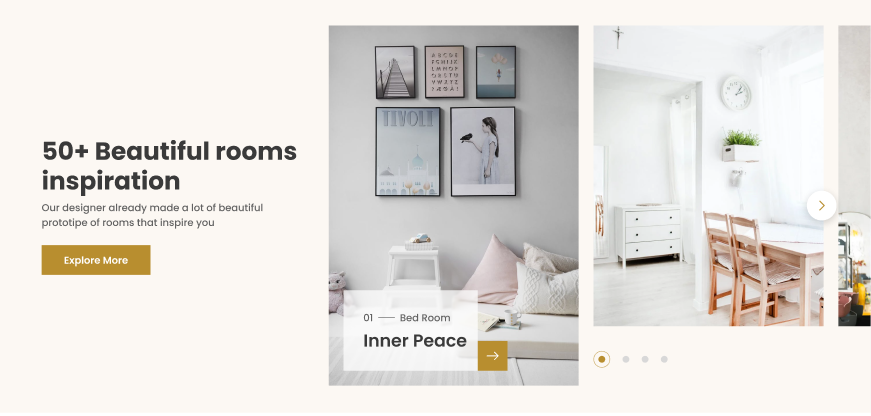 50+ Beautiful rooms
inspiration
Our designer already made a lot of beautiful
prototipe of rooms that inspire you
Explore More
TIVOLI
01 — Bed Room
Inner Peace